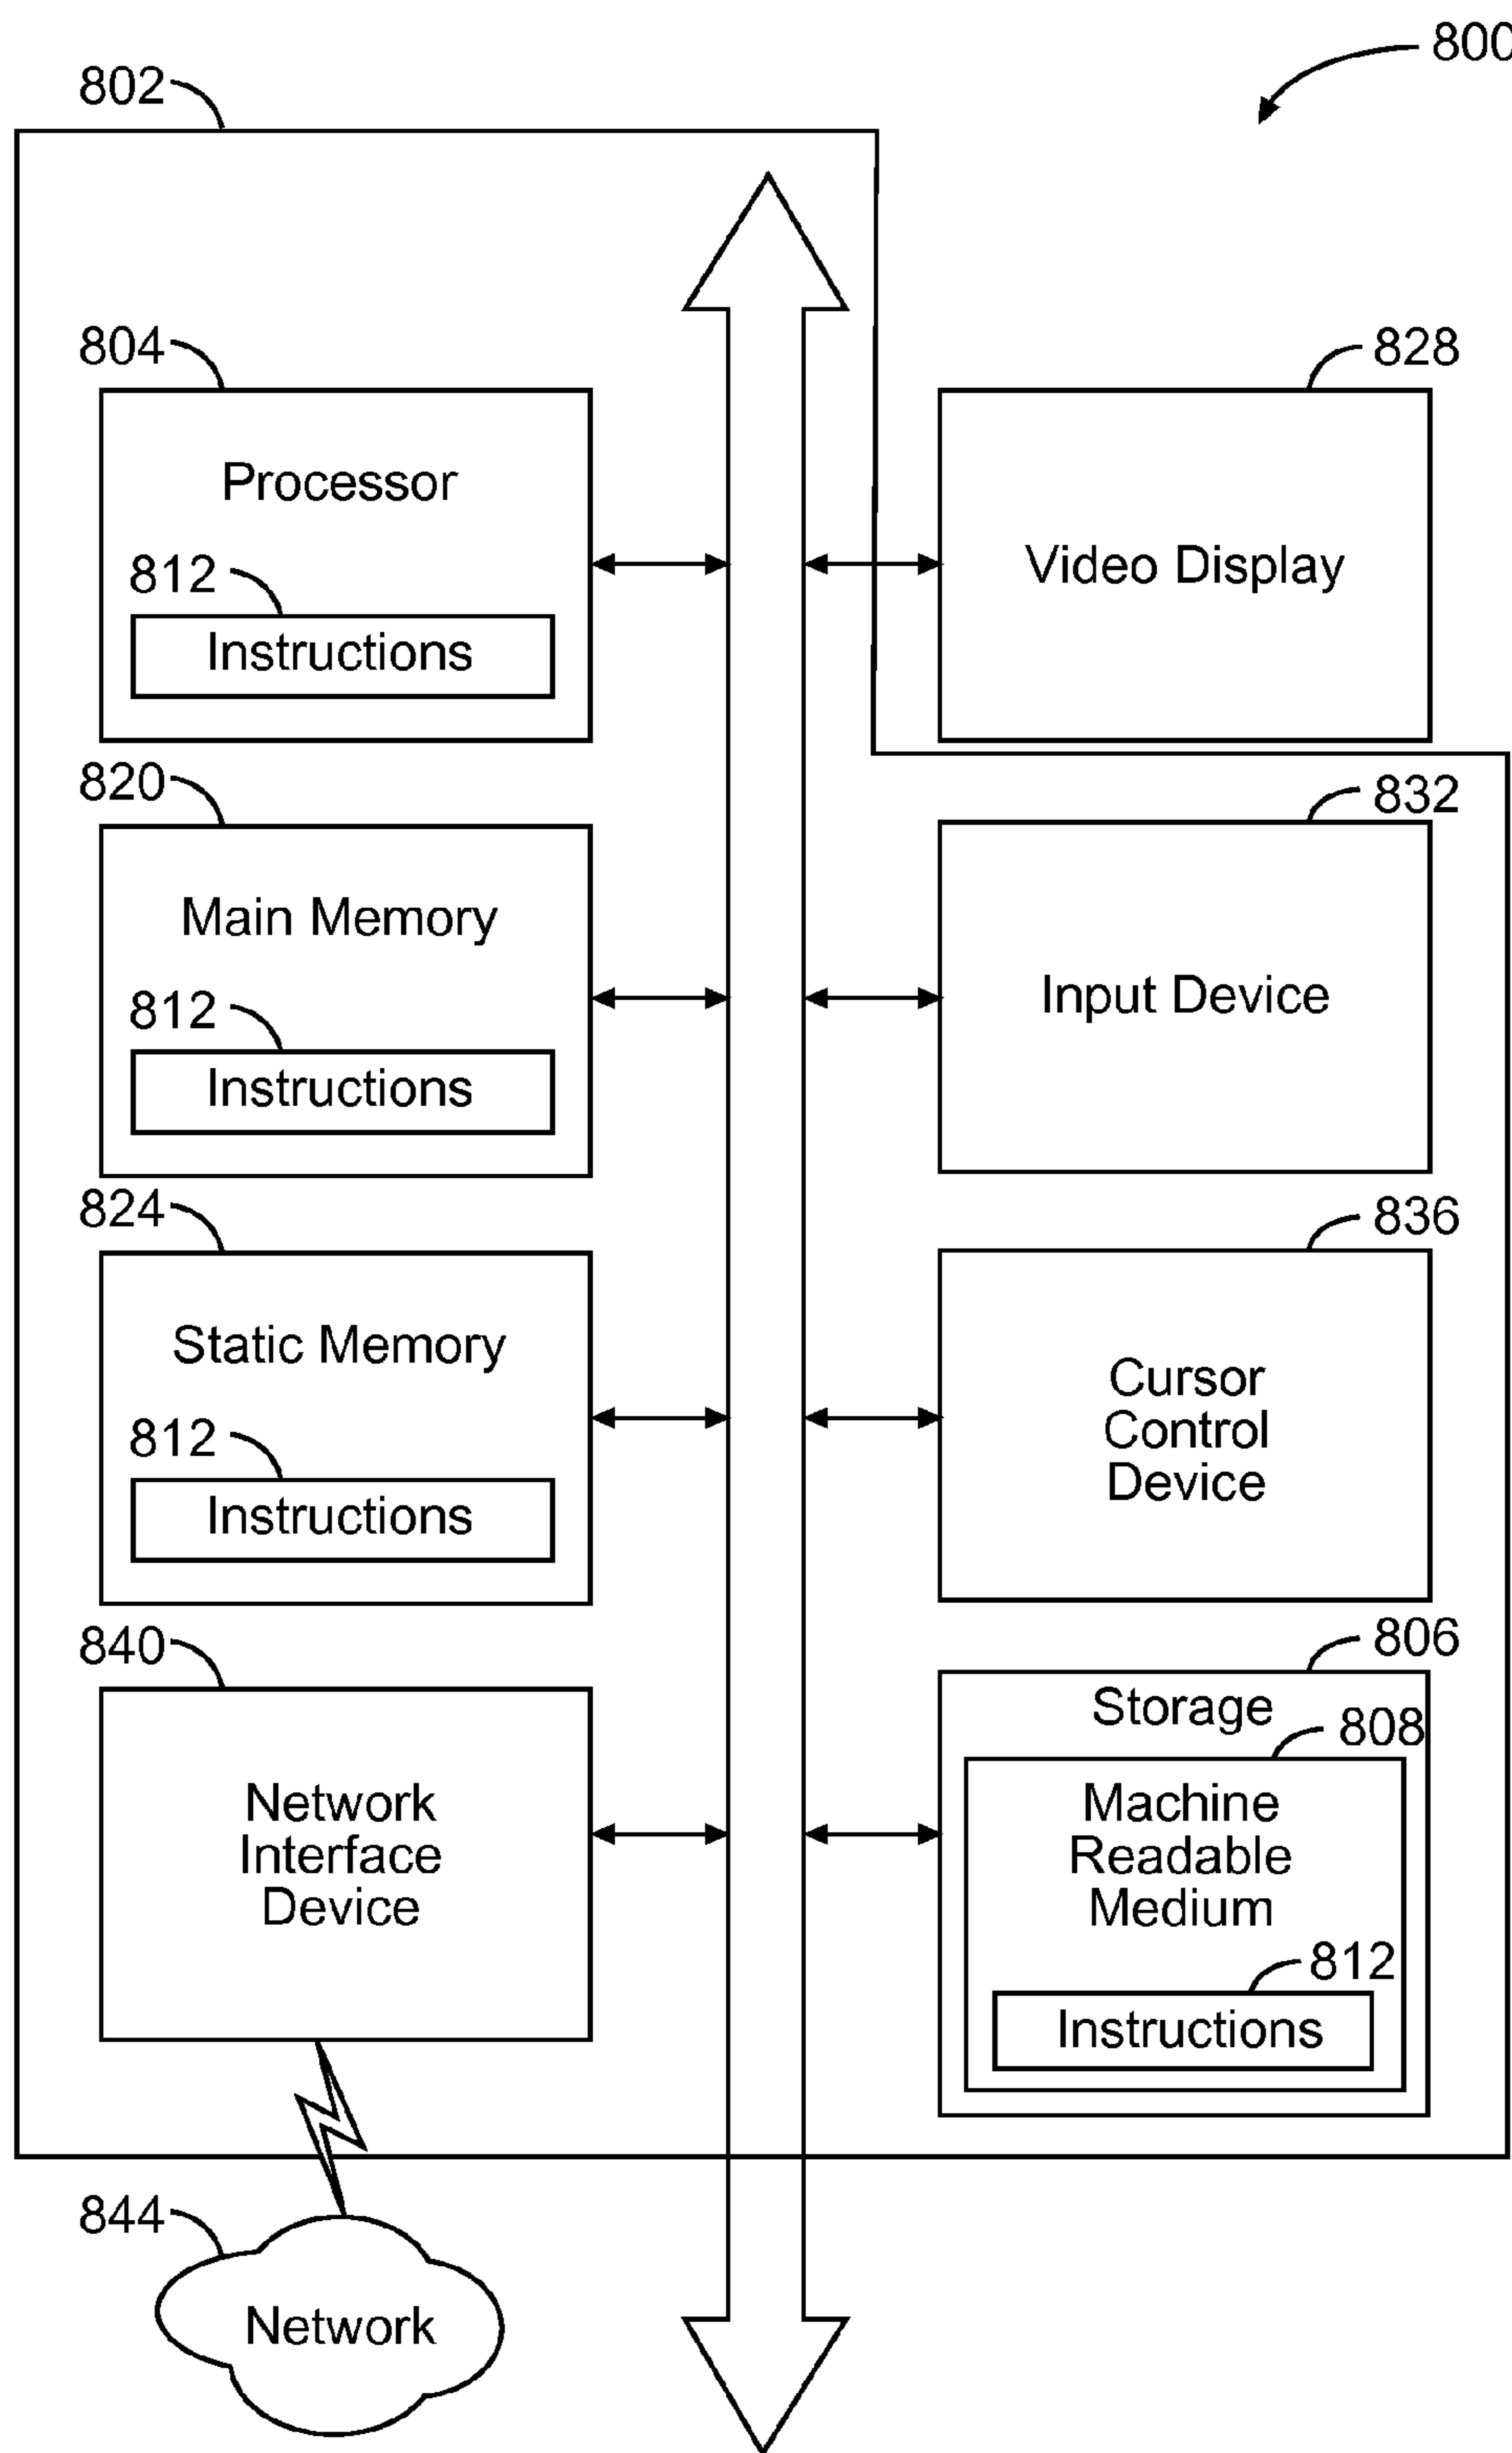 800
802
804
Processor
812
Instructions
828
Video Display
820
Main Memory
812
Instructions
832
Input Device
824
Static Memory
812
Instructions
836
Cursor
Control
Device
840
Network
Interface
Device
806
Storage
808
Machine
Readable
Medium
812
Instructions
844
Network